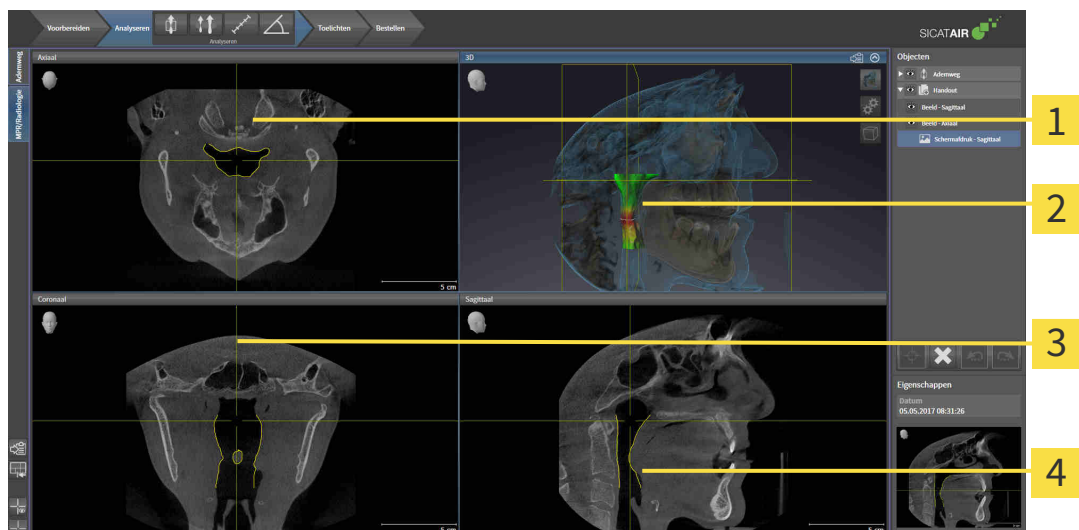 Voorbereiden
Analyseren
Analyseren
Toelichten
Bestellen
SICATAIR
Ademweg
MPR/Radiologie
Axiaal
3D
Objecten
Ademweg
Handout
Beeld - Sagittaal
Beeld - Axiaal
Schermafdruk - Sagittaal
1
2
5 cm
Coronaal
Sagittaal
3
Eigenschappen
Datum
05.05.2017 08:31:26
4
5 cm
5 cm